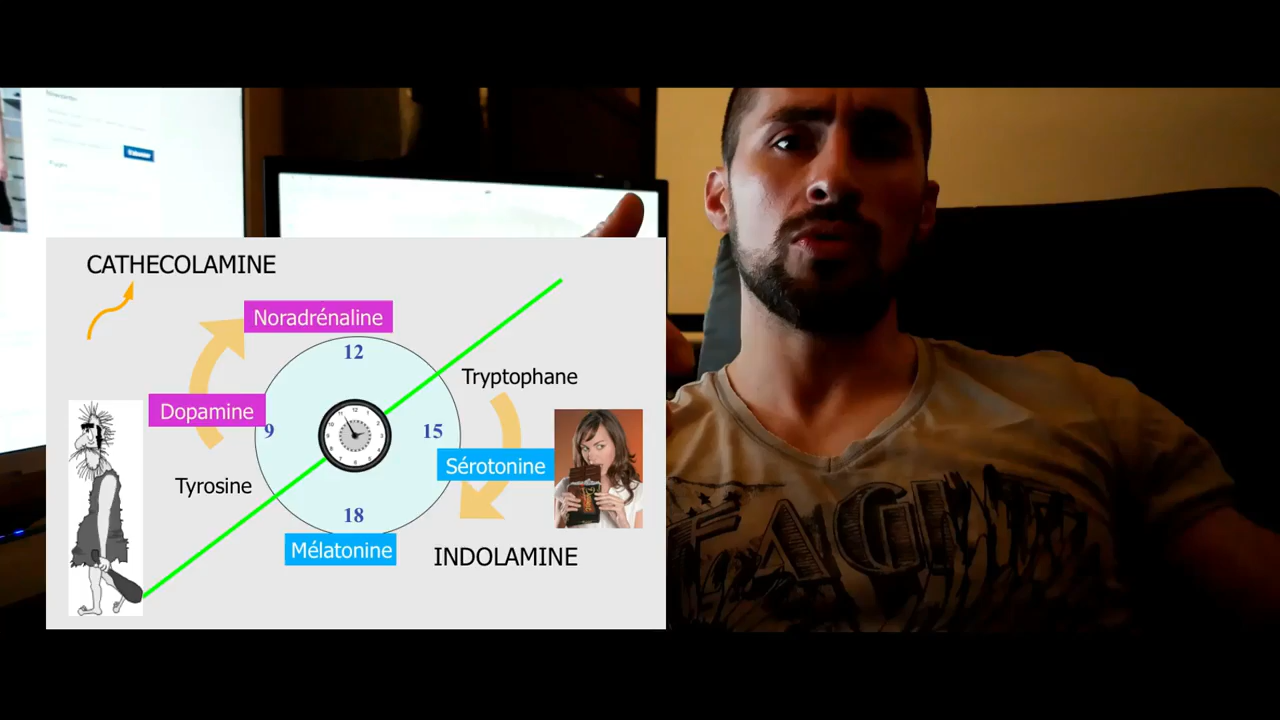 CATHECOLAMINE
Noradrénaline
12
Tryptophane
Dopamine
9
15
Sérotonine
Tyrosine
18
Mélatonine
INDOLAMINE